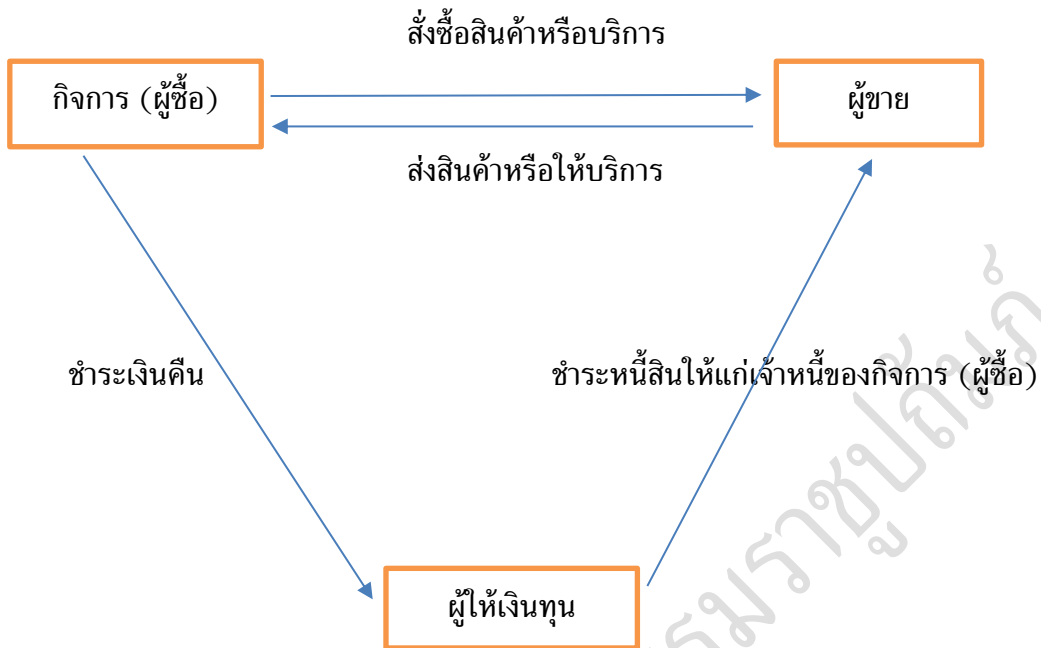 สั่งซื้อสินค้าหรือบริการ
กิจการ (ผู้ซื้อ)
ผู้ขาย
ส่งสินค้าหรือให้บริการ
ชำระเงินคืน
ชำระหนี้สินให้แก่เจ้าหนี้ของกิจการ (ผู้ซื้อ)
ผู้ให้เงินทุน